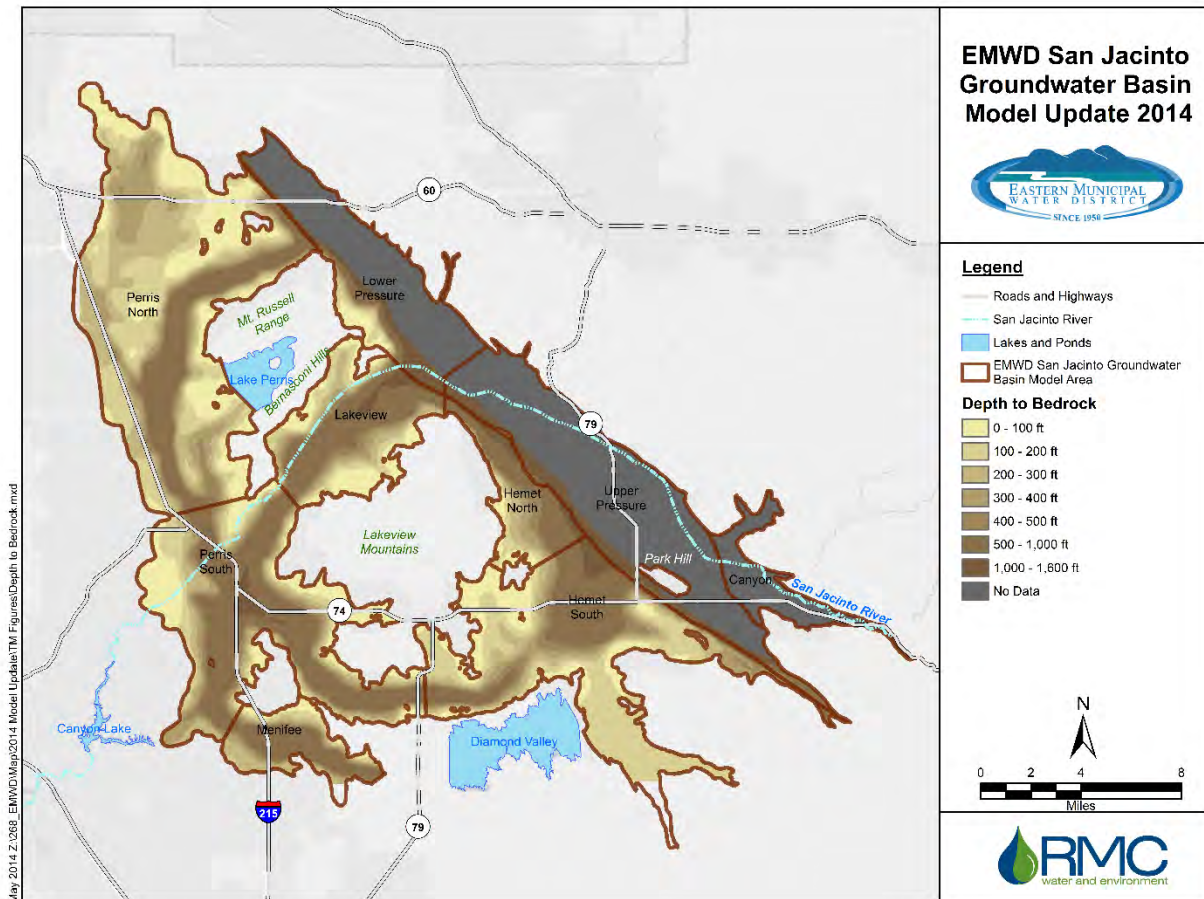 EMWD San Jacinto
Groundwater Basin
Model Update 2014
EASTERN MUNICIPAL
WATER DISTRICT
SINCE 1950
Legend
Roads and Highways
San Jacinto River
Lakes and Ponds
EMWD San Jacinto Groundwater
Basin Model Area
Depth to Bedrock
0 - 100 ft
100 - 200 ft
200 - 300 ft
300 - 400 ft
400 - 500 ft
500 - 1,000 ft
1,000 - 1,600 ft
No Data
N
0 2 4 8
Miles
RMC
water and environment
60
Lower
Pressure
Perris
North
Mt. Russell
Range
Lake Perris
Bernasconi Hills
Lakeview
79
Hemet
North
Upper
Pressure
Lakeview
Mountains
Park Hill
Perris
South
Canyon
San Jacinto River
74
Hemet
South
Canyon Lake
Menifee
Diamond Valley
215
79
May 2014 Z:\268_EMWD\Map\2014 Model Update\TM Figures\Depth to Bedrock.mxd